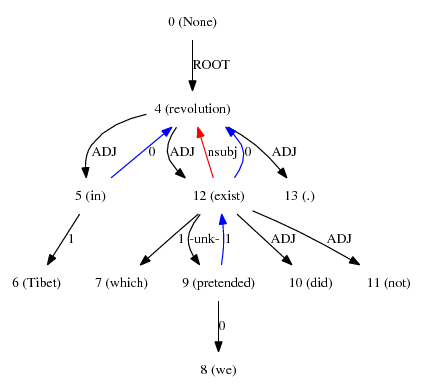 0 (None)
ROOT
4 (revolution)
ADJ 0 ADJ nsubj 0 ADJ
5 (in) 12 (exist) 13 (.)
1 1 -unk- 1 ADJ ADJ
6 (Tibet) 7 (which) 9 (pretended) 10 (did) 11 (not)
0
8 (we)